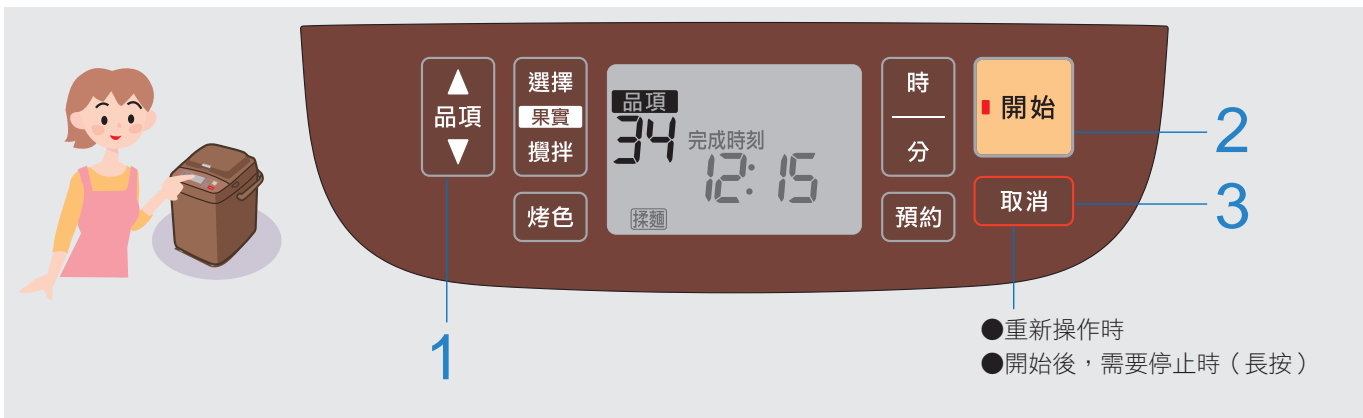 ▲
品項
▼
選擇
果實
攪拌
烤色
品項
34
完成時刻
12:15
揉麵
時
分
預約
開始
取消
1
2
3
●重新操作時
●開始後，需要停止時（長按）